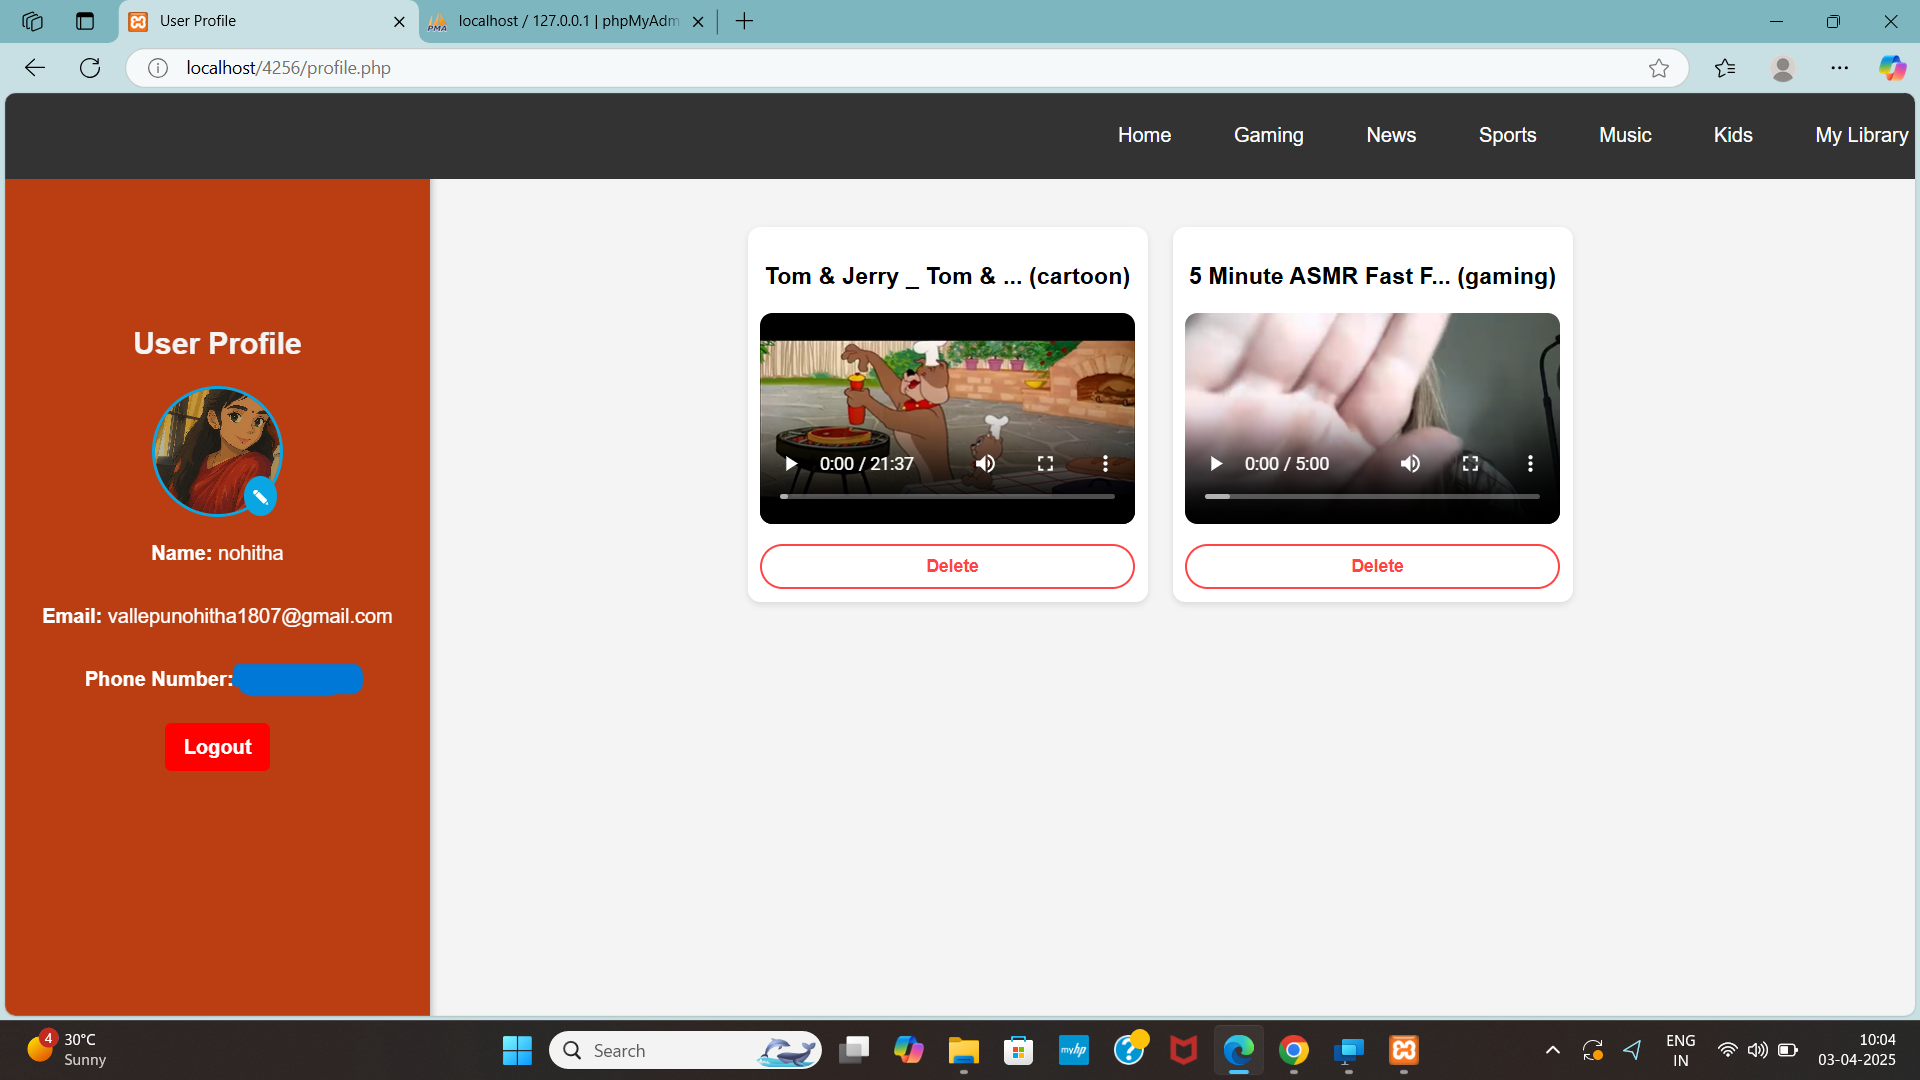 User Profile
localhost / 127.0.0.1 | phpMyAdm
localhost/4256/profile.php
Home Gaming News Sports Music Kids My Library
User Profile
Name: nohitha
Email: vallepunohitha1807@gmail.com
Phone Number:
Logout
Tom & Jerry _ Tom & ... (cartoon)
0:00 / 21:37
Delete
5 Minute ASMR Fast F... (gaming)
0:00 / 5:00
Delete
4
30°C
Sunny
Search
myhp
ENG
IN
10:04
03-04-2025